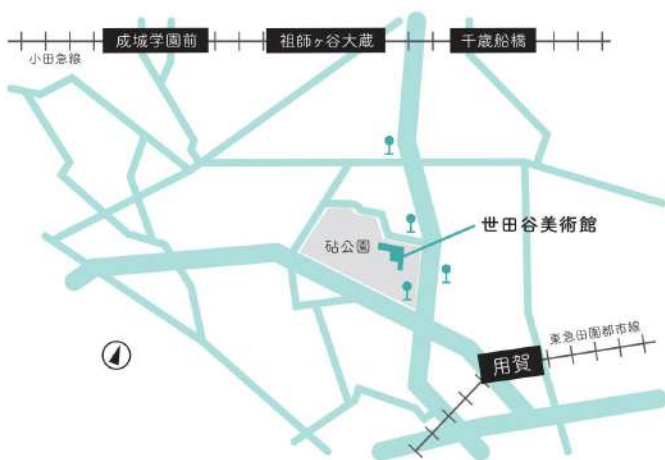 成城学園前
祖師ヶ谷大蔵
千歳船橋
小田急線
世田谷美術館
砧公園
東急田園都市線
用賀